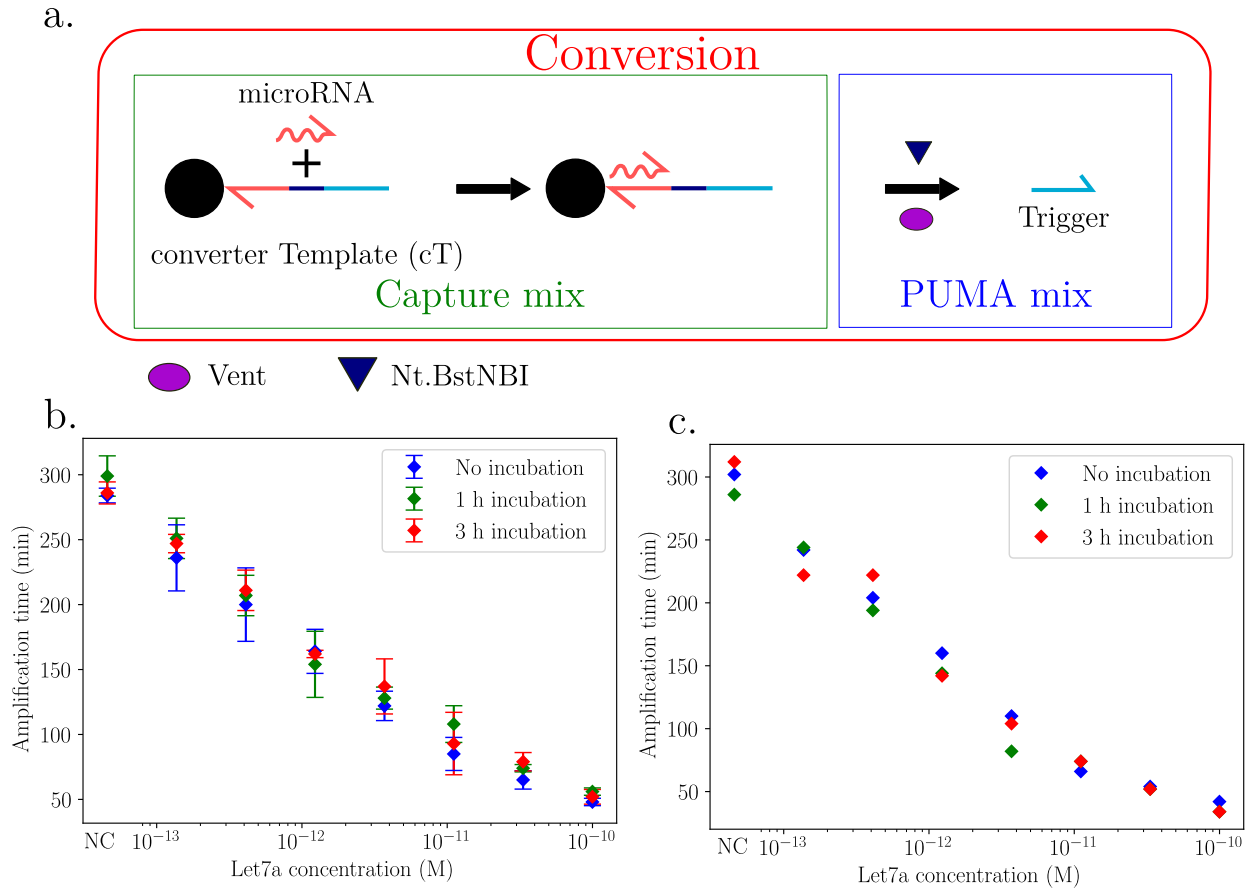 a.
Conversion
microRNA
converter Template (cT)
Capture mix
Trigger
PUMA mix
Vent
Nt.BstNBI
b.
No incubation
1 h incubation
3 h incubation
Amplification time (min)
300
250
200
150
100
50
NC
10⁻¹³
10⁻¹²
10⁻¹¹
10⁻¹⁰
Let7a concentration (M)
c.
No incubation
1 h incubation
3 h incubation
Amplification time (min)
300
250
200
150
100
50
NC
10⁻¹³
10⁻¹²
10⁻¹¹
10⁻¹⁰
Let7a concentration (M)